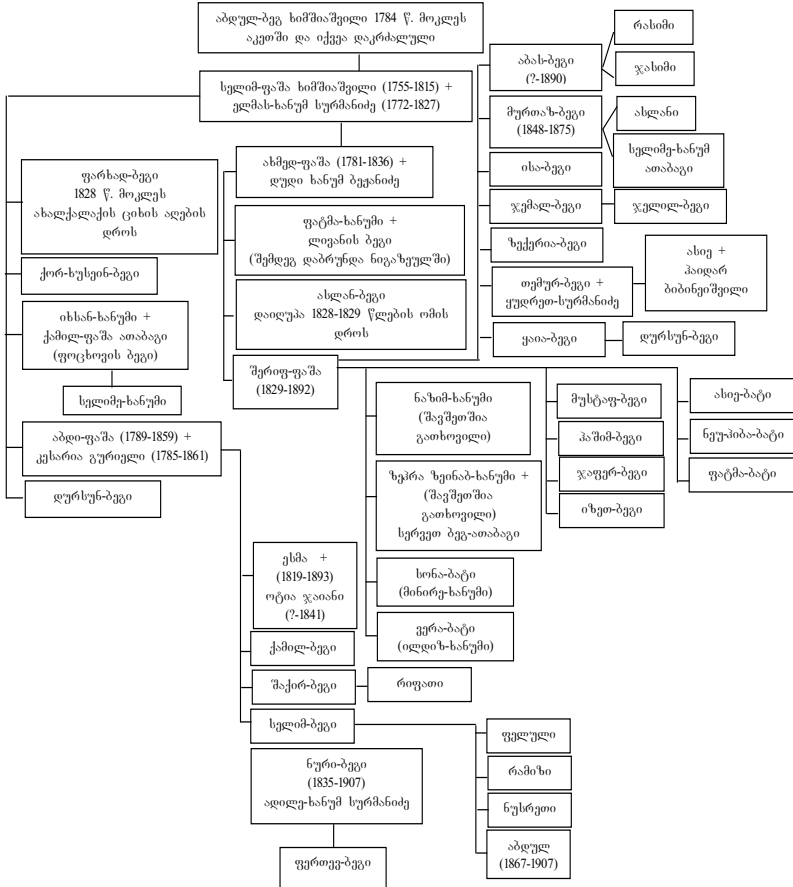 აბდულ-ბეგ ხიმშიაშვილი 1784 წ. მოკლეს
აკეთში და იქვეა დაკრძალული
სელიმ-ფაშა ხიმშიაშვილი (1755-1815) +
ელმას-ხანუმ სურმანიძე (1772-1827)
ფარხად-ბეგი
1828 წ. მოკლეს
ახალქალაქის ციხის აღების
დროს
ქორ-ხუსეინ-ბეგი
იხსან-ხანუმი +
ქამილ-ფაშა ათაბაგი
(ფოცხოვის ბეგი)
სელიმე-ხანუმი
აბდი-ფაშა (1789-1859) +
კესარია გურიელი (1785-1861)
დურსუნ-ბეგი
ახმედ-ფაშა (1781-1836) +
დუდი ხანუმ ბეჟანიძე
ფატმა-ხანუმი +
ლივანის ბეგი
(შემდეგ დაბრუნდა ნიგაზეულში)
ასლან-ბეგი
დაიღუპა 1828-1829 წლების ომის
დროს
შერიფ-ფაშა
(1829-1892)
აბას-ბეგი
(?-1890)
რასიმი
ჯასიმი
მურთაზ-ბეგი
(1848-1875)
ასლანი
სელიმე-ხანუმ
ათაბაგი
ისა-ბეგი
ჯემალ-ბეგი
ჯელილ-ბეგი
ზექერია-ბეგი
თემურ-ბეგი +
ყუდრეთ-სურმანიძე
ასიე +
ჰაიდარ
ბიბინეიშვილი
ყაია-ბეგი
დურსუნ-ბეგი
ნაზიმ-ხანუმი
(შავშეთშია
გათხოვილი)
ზეჰრა ზეინაბ-ხანუმი +
(შავშეთშია
გათხოვილი)
სერვეთ ბეგ-ათაბაგი
სონა-ბატი
(მინირე-ხანუმი)
ვერა-ბატი
(ილდიზ-ხანუმი)
მუსტაფ-ბეგი
ჰაშიმ-ბეგი
ჯაფერ-ბეგი
იზეთ-ბეგი
ასიე-ბატი
ნეუ-ჰიბა-ბატი
ფატმა-ბატი
ესმა +
(1819-1893)
ოტია ჯაიანი
(?-1841)
ქამილ-ბეგი
შაქირ-ბეგი
რიფათი
სელიმ-ბეგი
ფელული
რამიზი
ნუსრეთი
აბდულ
(1867-1907)
ნური-ბეგი
(1835-1907)
ადილე-ხანუმ სურმანიძე
ფერთევ-ბეგი